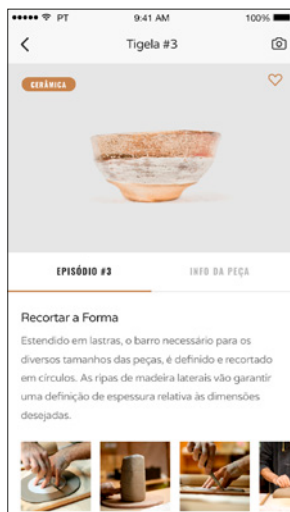 PT 9:41 AM 100%
Tigela #3
CERÂMICA
EPISÓDIO #3 INFO DA PEÇA
Recortar a Forma
Estendido em lastras, o barro necessário para os
diversos tamanhos das peças, é definido e recortado
em círculos. As ripas de madeira laterais vão garantir
uma definição de espessura relativa às dimensões
desejadas.